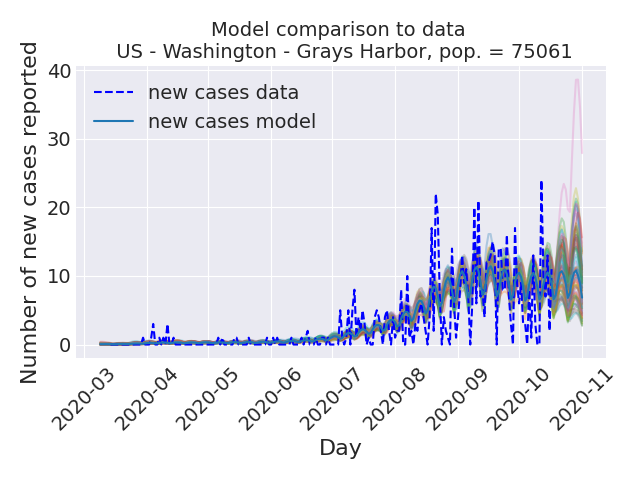 Model comparison to data
US - Washington - Grays Harbor, pop. = 75061
Number of new cases reported
40
30
20
10
0
new cases data
new cases model
2020-03
2020-04
2020-05
2020-06
2020-07
2020-08
2020-09
2020-10
2020-11
Day